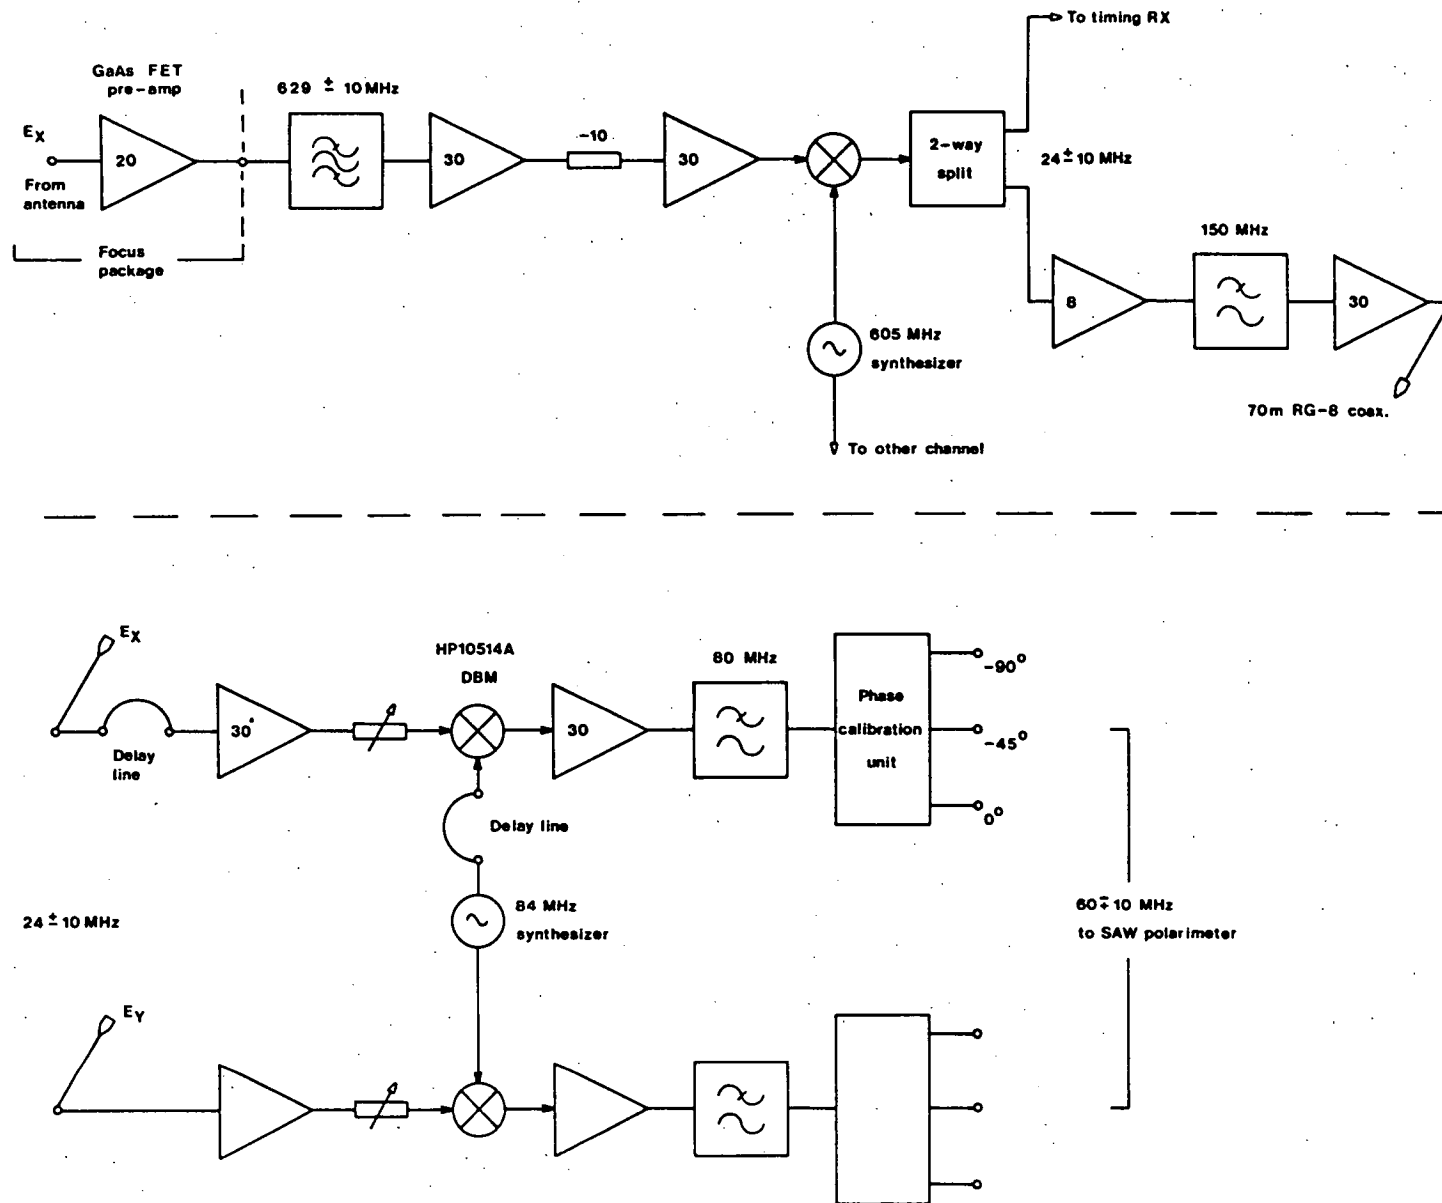 To timing RX
GaAs FET
pre-amp
629 ± 10 MHz
EX
20
30
-10
30
2-way
split
24 ± 10 MHz
From
antenna
Focus
package
150 MHz
8
30
605 MHz
synthesizer
70m RG-8 coax.
To other channel
EX
HP10514A
DBM
80 MHz
-90°
30
30
Phase
calibration
unit
-45°
Delay
line
0°
Delay line
24 ± 10 MHz
84 MHz
synthesizer
60 ∓ 10 MHz
to SAW polarimeter
EY